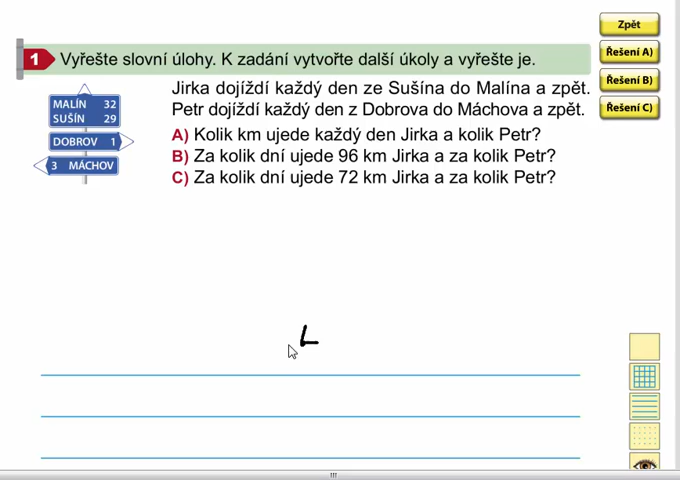 Zpět
1 Vyřešte slovní úlohy. K zadání vytvořte další úkoly a vyřešte je.
Řešení A)
Řešení B)
Řešení C)
MALÍN 32
SUŠÍN 29
DOBROV 1
3 MÁCHOV
Jirka dojíždí každý den ze Sušína do Malína a zpět.
Petr dojíždí každý den z Dobrova do Máchova a zpět.
A) Kolik km ujede každý den Jirka a kolik Petr?
B) Za kolik dní ujede 96 km Jirka a za kolik Petr?
C) Za kolik dní ujede 72 km Jirka a za kolik Petr?